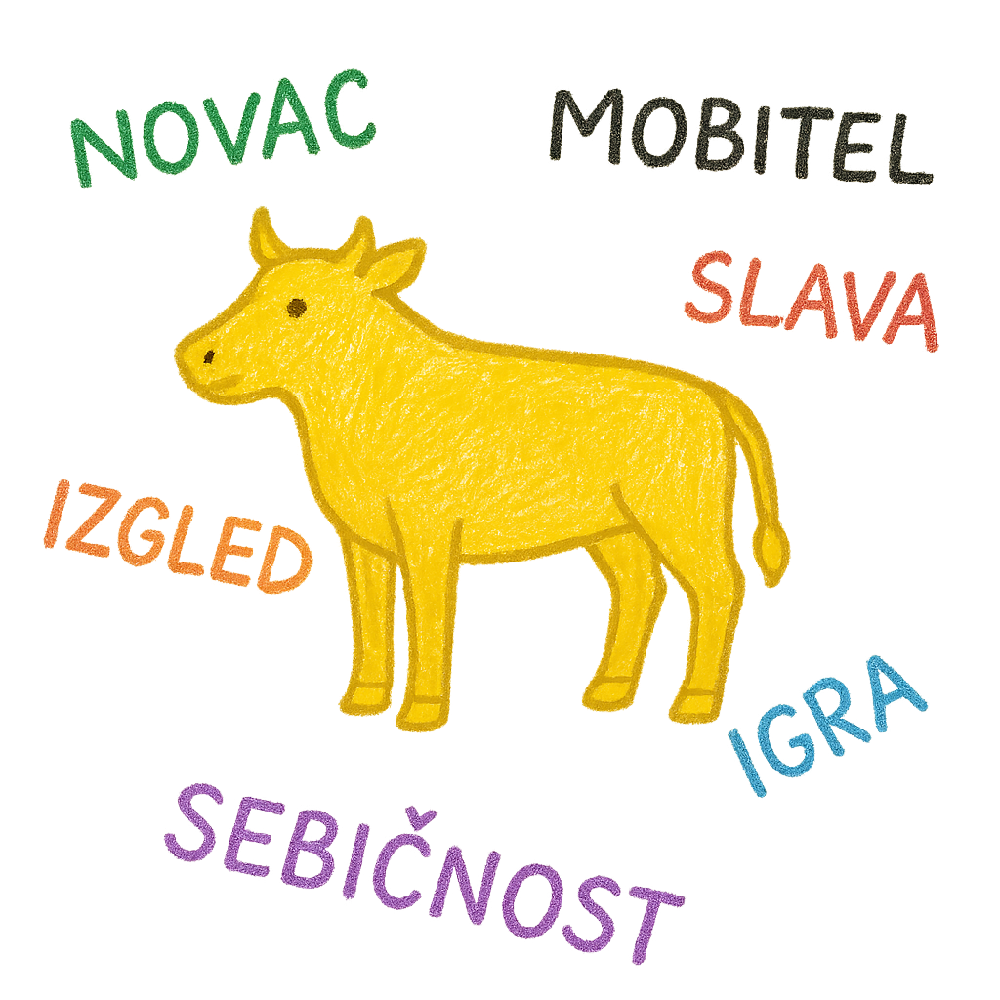 NOVAC
MOBITEL
SLAVA
IZGLED
IGRA
SEBIČNOST